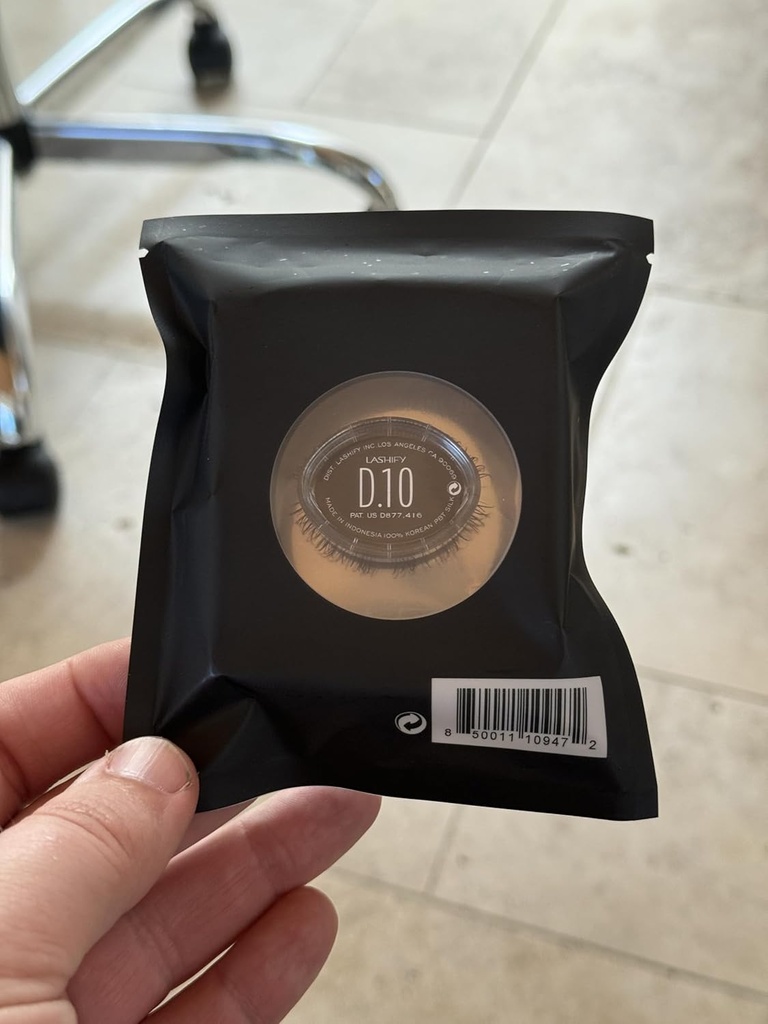 DIST. LASHIFY INC. LOS ANGELES CA 90069
LASHIFY
D.10
PAT. US D877,416
MADE IN INDONESIA 100% KOREAN PBT SILK
8 50011 10947 2